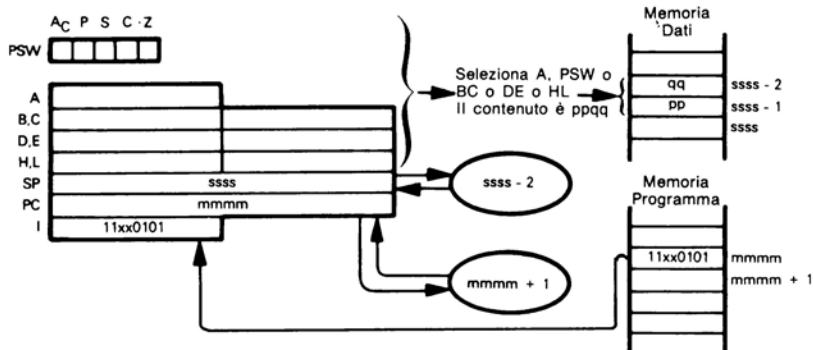 AC P S C Z
PSW
A
B,C
D,E
H,L
SP ssss
PC mmmm
I 11xx0101
Seleziona A, PSW o
BC o DE o HL
Il contenuto è ppqq
ssss - 2
mmmm + 1
Memoria
Dati
qq ssss - 2
pp ssss - 1
ssss
Memoria
Programma
11xx0101 mmmm
mmmm + 1